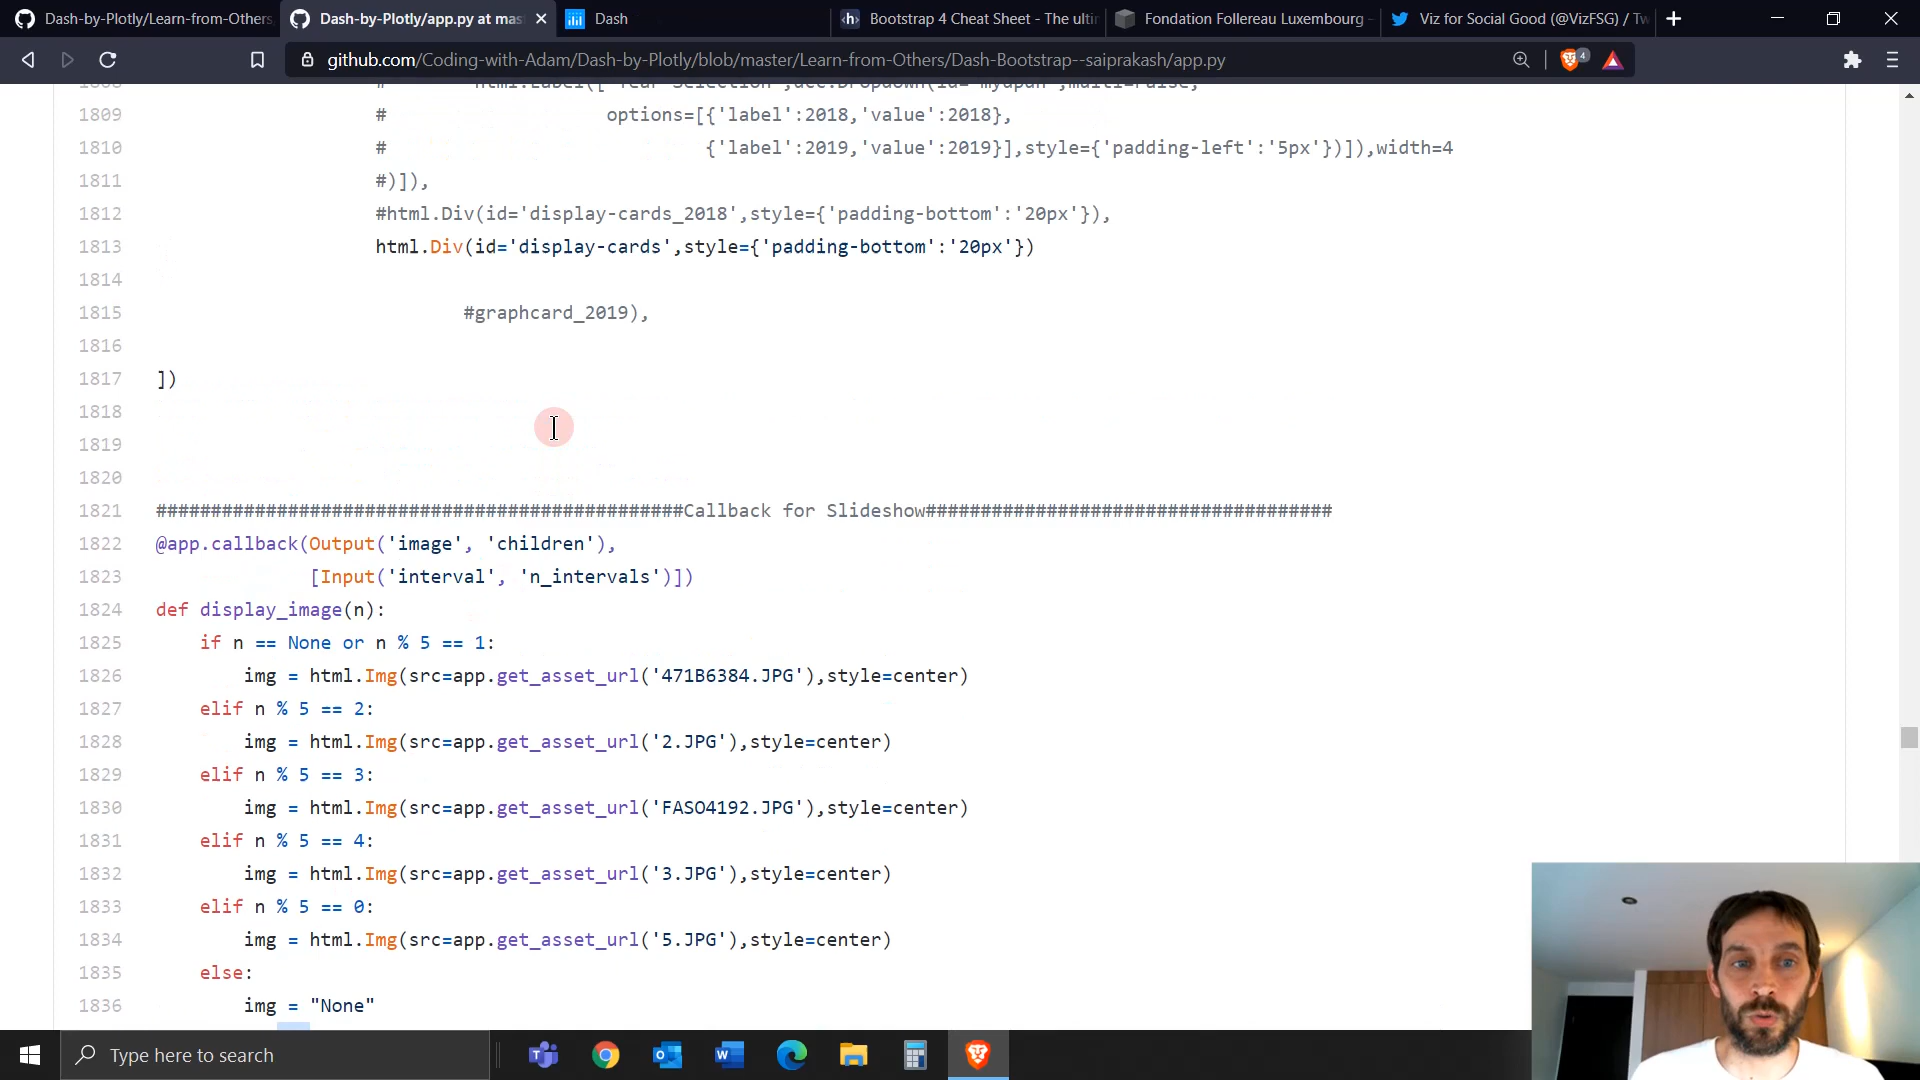 Dash-by-Plotly/Learn-from-Others
Dash-by-Plotly/app.py at mas
Dash
Bootstrap 4 Cheat Sheet - The ulti
Fondation Follereau Luxembourg -
Viz for Social Good (@VizFSG) / Tw
github.com/Coding-with-Adam/Dash-by-Plotly/blob/master/Learn-from-Others/Dash-Bootstrap--saiprakash/app.py
4
1809 # options=[{'label':2018,'value':2018},
1810 # {'label':2019,'value':2019}],style={'padding-left':'5px'})]),width=4
1811 #)]),
1812 #html.Div(id='display-cards_2018',style={'padding-bottom':'20px'}),
1813 html.Div(id='display-cards',style={'padding-bottom':'20px'})
1814
1815 #graphcard_2019),
1816
1817 ])
1818
1819
1820
1821 ################################################Callback for Slideshow#####################################
1822 @app.callback(Output('image', 'children'),
1823 [Input('interval', 'n_intervals')])
1824 def display_image(n):
1825 if n == None or n % 5 == 1:
1826 img = html.Img(src=app.get_asset_url('471B6384.JPG'),style=center)
1827 elif n % 5 == 2:
1828 img = html.Img(src=app.get_asset_url('2.JPG'),style=center)
1829 elif n % 5 == 3:
1830 img = html.Img(src=app.get_asset_url('FASO4192.JPG'),style=center)
1831 elif n % 5 == 4:
1832 img = html.Img(src=app.get_asset_url('3.JPG'),style=center)
1833 elif n % 5 == 0:
1834 img = html.Img(src=app.get_asset_url('5.JPG'),style=center)
1835 else:
1836 img = "None"
Type here to search